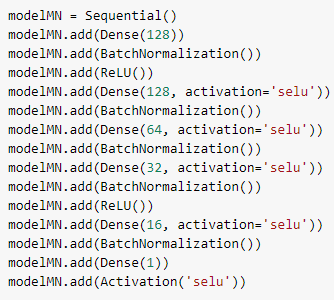 modelMN = Sequential()
modelMN.add(Dense(128))
modelMN.add(BatchNormalization())
modelMN.add(ReLU())
modelMN.add(Dense(128, activation='selu'))
modelMN.add(BatchNormalization())
modelMN.add(Dense(64, activation='selu'))
modelMN.add(BatchNormalization())
modelMN.add(Dense(32, activation='selu'))
modelMN.add(BatchNormalization())
modelMN.add(ReLU())
modelMN.add(Dense(16, activation='selu'))
modelMN.add(BatchNormalization())
modelMN.add(Dense(1))
modelMN.add(Activation('selu'))